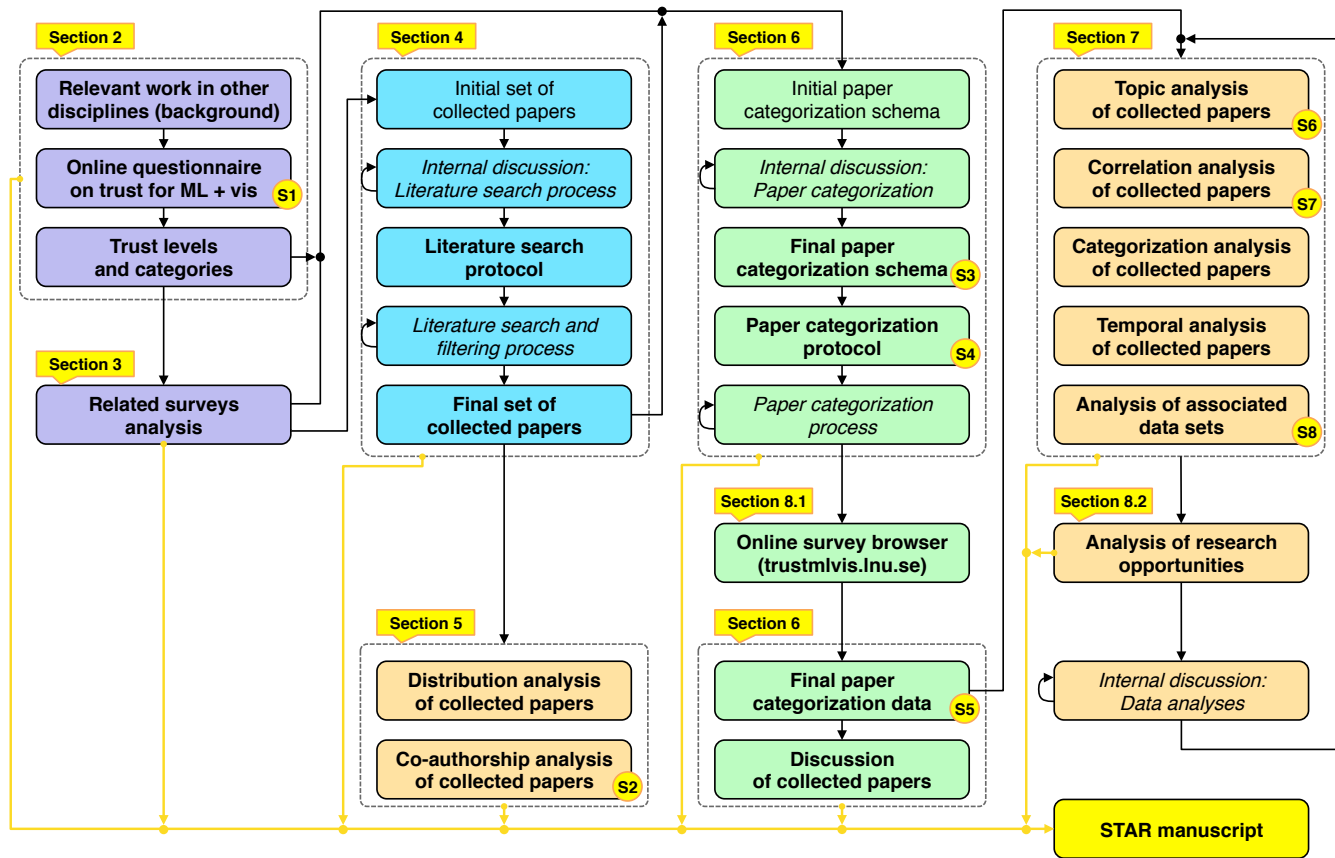 Section 2
Relevant work in other
disciplines (background)
Online questionnaire
on trust for ML + vis
S1
Trust levels
and categories
Section 3
Related surveys
analysis
Section 4
Initial set of
collected papers
Internal discussion:
Literature search process
Literature search
protocol
Literature search and
filtering process
Final set of
collected papers
Section 5
Distribution analysis
of collected papers
Co-authorship analysis
of collected papers
S2
Section 6
Initial paper
categorization schema
Internal discussion:
Paper categorization
Final paper
categorization schema
S3
Paper categorization
protocol
S4
Paper categorization
process
Section 8.1
Online survey browser
(trustmlvis.lnu.se)
Section 6
Final paper
categorization data
S5
Discussion
of collected papers
Section 7
Topic analysis
of collected papers
S6
Correlation analysis
of collected papers
S7
Categorization analysis
of collected papers
Temporal analysis
of collected papers
Analysis of associated
data sets
S8
Section 8.2
Analysis of research
opportunities
Internal discussion:
Data analyses
STAR manuscript